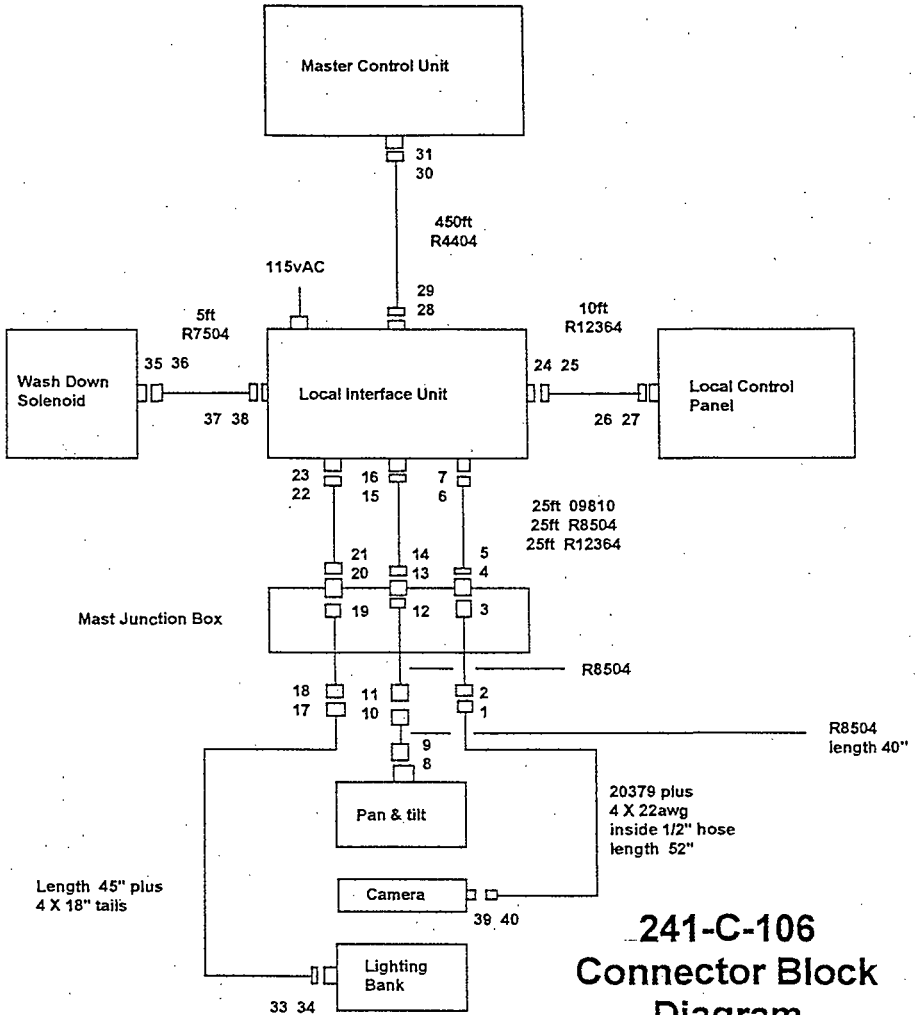 Master Control Unit
31
30
450ft
R4404
115vAC
29
28
5ft
R7504
10ft
R12364
35 36
24 25
Wash Down
Solenoid
Local Interface Unit
Local Control
Panel
37 38
26 27
23
22
16
15
7
6
25ft 09810
25ft R8504
25ft R12364
21
20
14
13
5
4
Mast Junction Box
19
12
3
R8504
18
17
11
10
2
1
R8504
length 40"
9
8
Pan & tilt
20379 plus
4 X 22awg
inside 1/2" hose
length 52"
Length 45" plus
4 X 18" tails
Camera
39 40
Lighting
Bank
33 34
241-C-106
Connector Block
Diagram